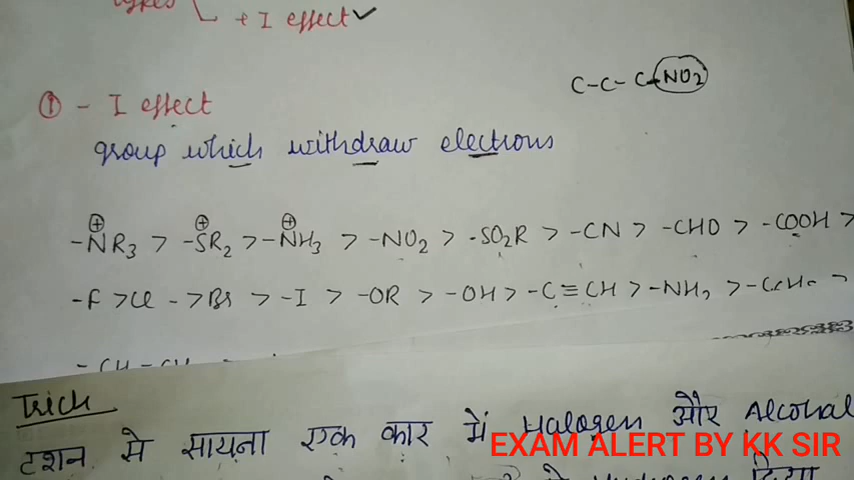 types
+ I effect ✓
C-C-C-NO2
① - I effect
group which withdraw electrons
-N⊕R3 > -S⊕R2 > -N⊕H3 > -NO2 > -SO2R > -CN > -CHO > -COOH >
-F > Cl - > Br > -I > -OR > -OH > -C≡CH > -NH2 >
Trick
टशन मे सायना एक कार में Halogen और Alcohal
EXAM ALERT BY KK SIR